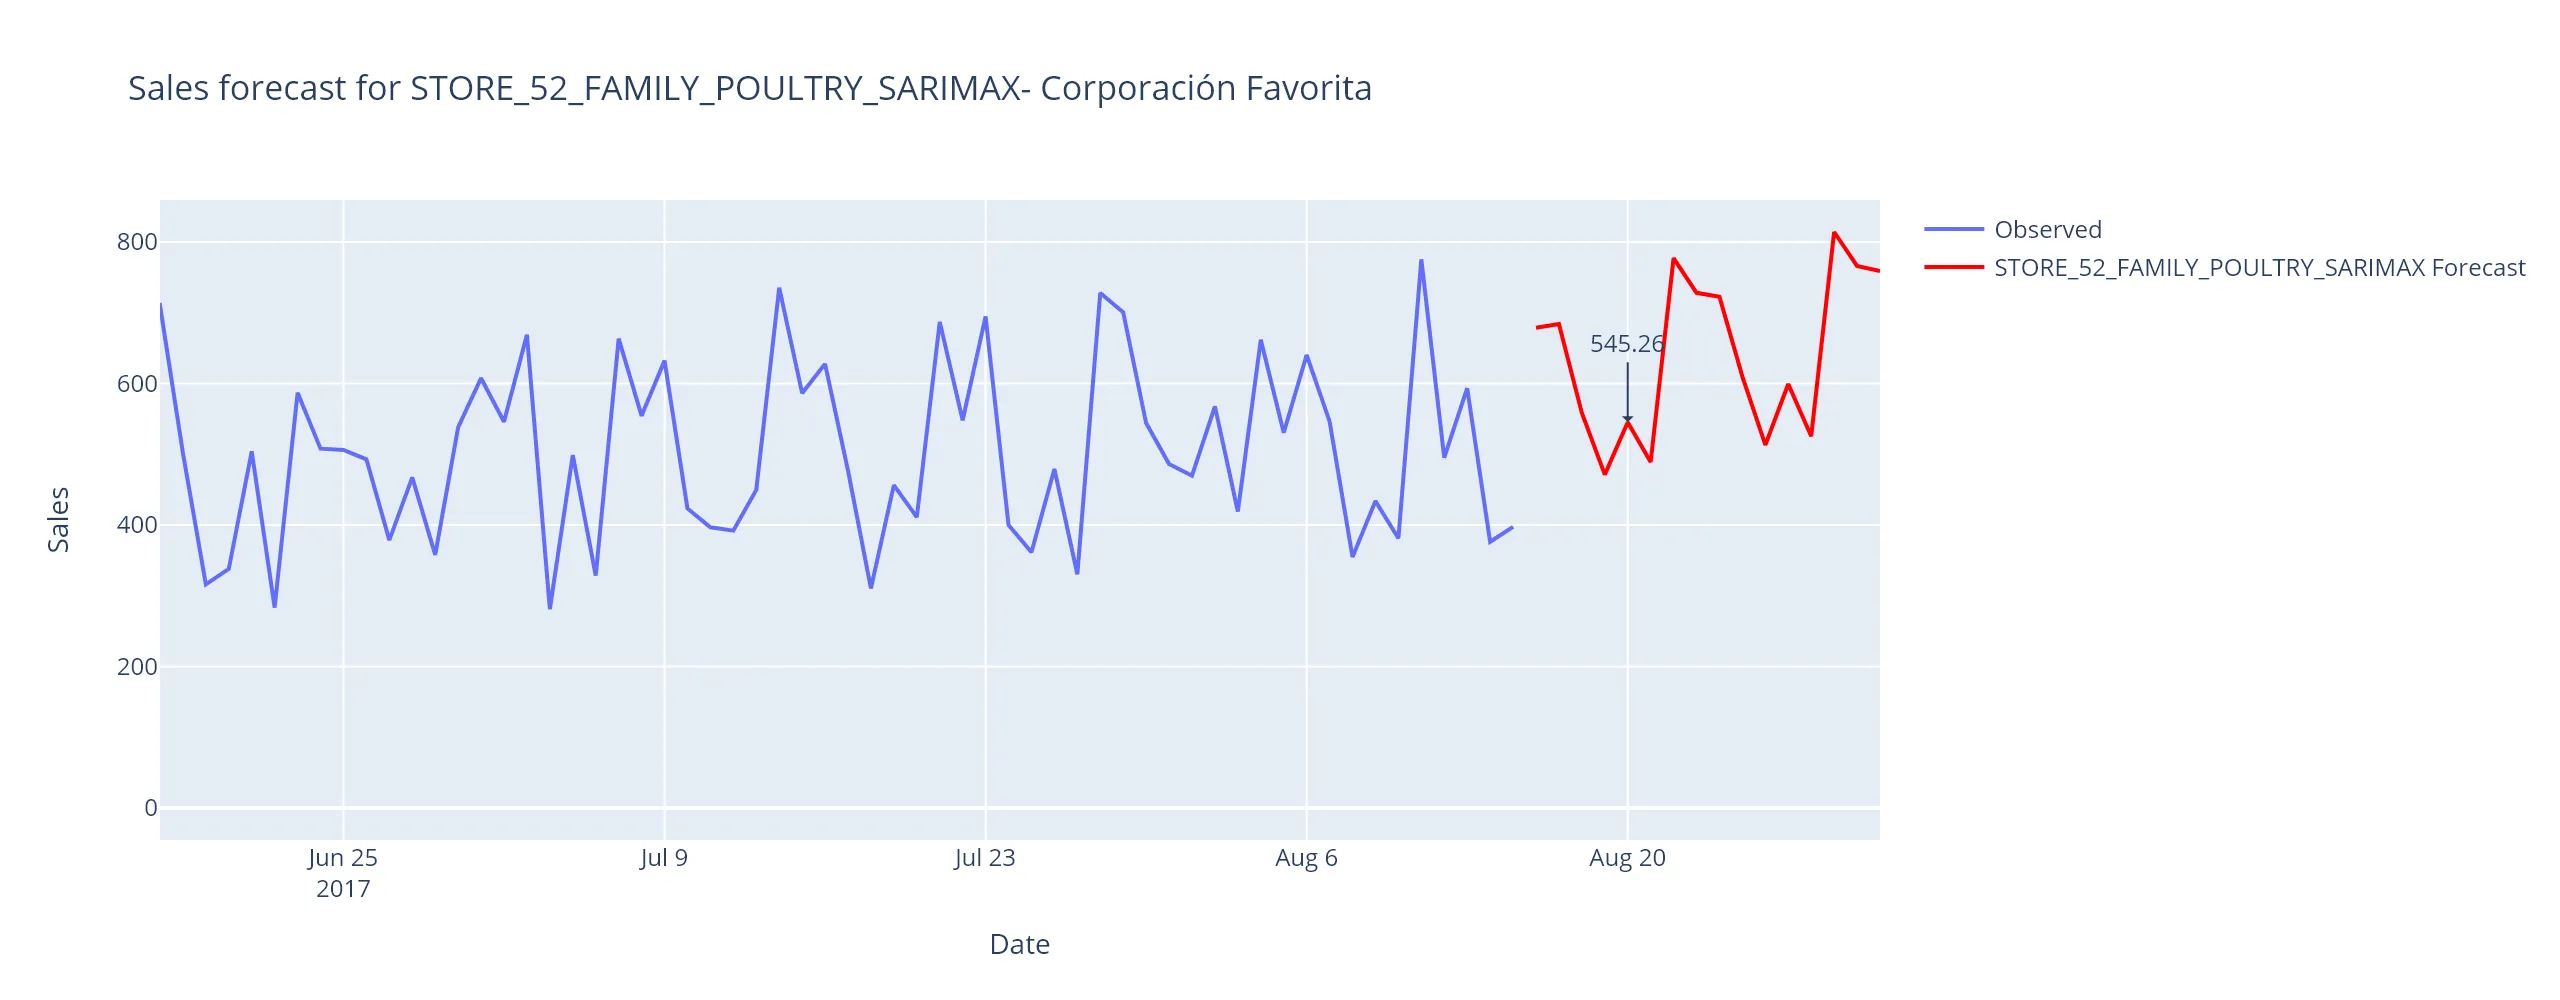 Sales forecast for STORE_52_FAMILY_POULTRY_SARIMAX- Corporación Favorita
Observed
STORE_52_FAMILY_POULTRY_SARIMAX Forecast
800
600
400
200
0
Sales
545.26
Jun 25
2017
Jul 9
Jul 23
Aug 6
Aug 20
Date